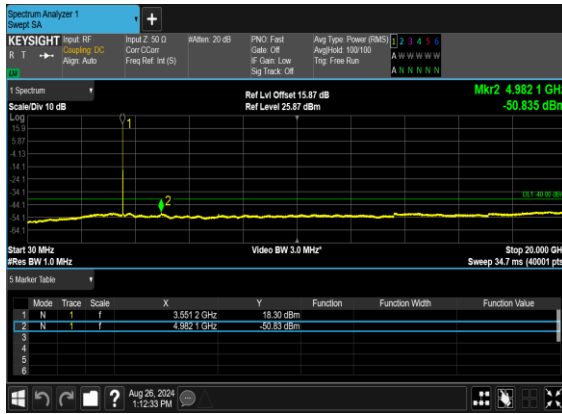 Spectrum Analyzer 1
Swept SA
+
KEYSIGHT Input: RF Input Z: 50 Ω #Atten: 20 dB PNO: Fast Avg Type: Power (RMS) 1 2 3 4 5 6
R T Coupling: DC Corr CCorr Gate: Off Avg|Hold: 100/100 A W W W W W
Align: Auto Freq Ref: Int (S) IF Gain: Low Trig: Free Run
Sig Track: Off A N N N N N
1 Spectrum Ref Lvl Offset 15.87 dB Mkr2 4.982 1 GHz
Scale/Div 10 dB Ref Level 25.87 dBm -50.835 dBm
Log
15.9
5.87
-4.13
-14.1
-24.1
-34.1
-44.1
-54.1
-64.1
1
2
Start 30 MHz Video BW 3.0 MHz* Stop 20.000 GHz
#Res BW 1.0 MHz Sweep 34.7 ms (40001 pts)
5 Marker Table
Mode Trace Scale X Y Function Function Width Function Value
1 N 1 f 3.551 2 GHz 18.30 dBm
2 N 1 f 4.982 1 GHz -50.83 dBm
3
4
5
6
? Aug 26, 2024
1:12:33 PM